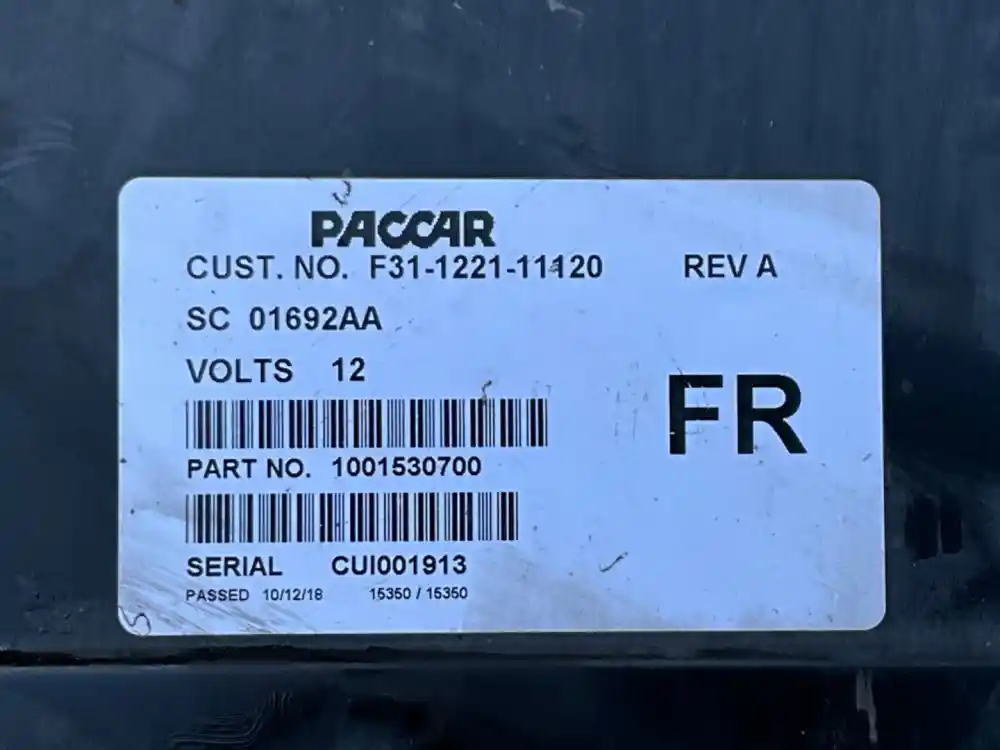 PACCAR
CUST. NO. F31-1221-11120 REV A
SC 01692AA
VOLTS 12
FR
PART NO. 1001530700
SERIAL CUI001913
PASSED 10/12/18 15350 / 15350